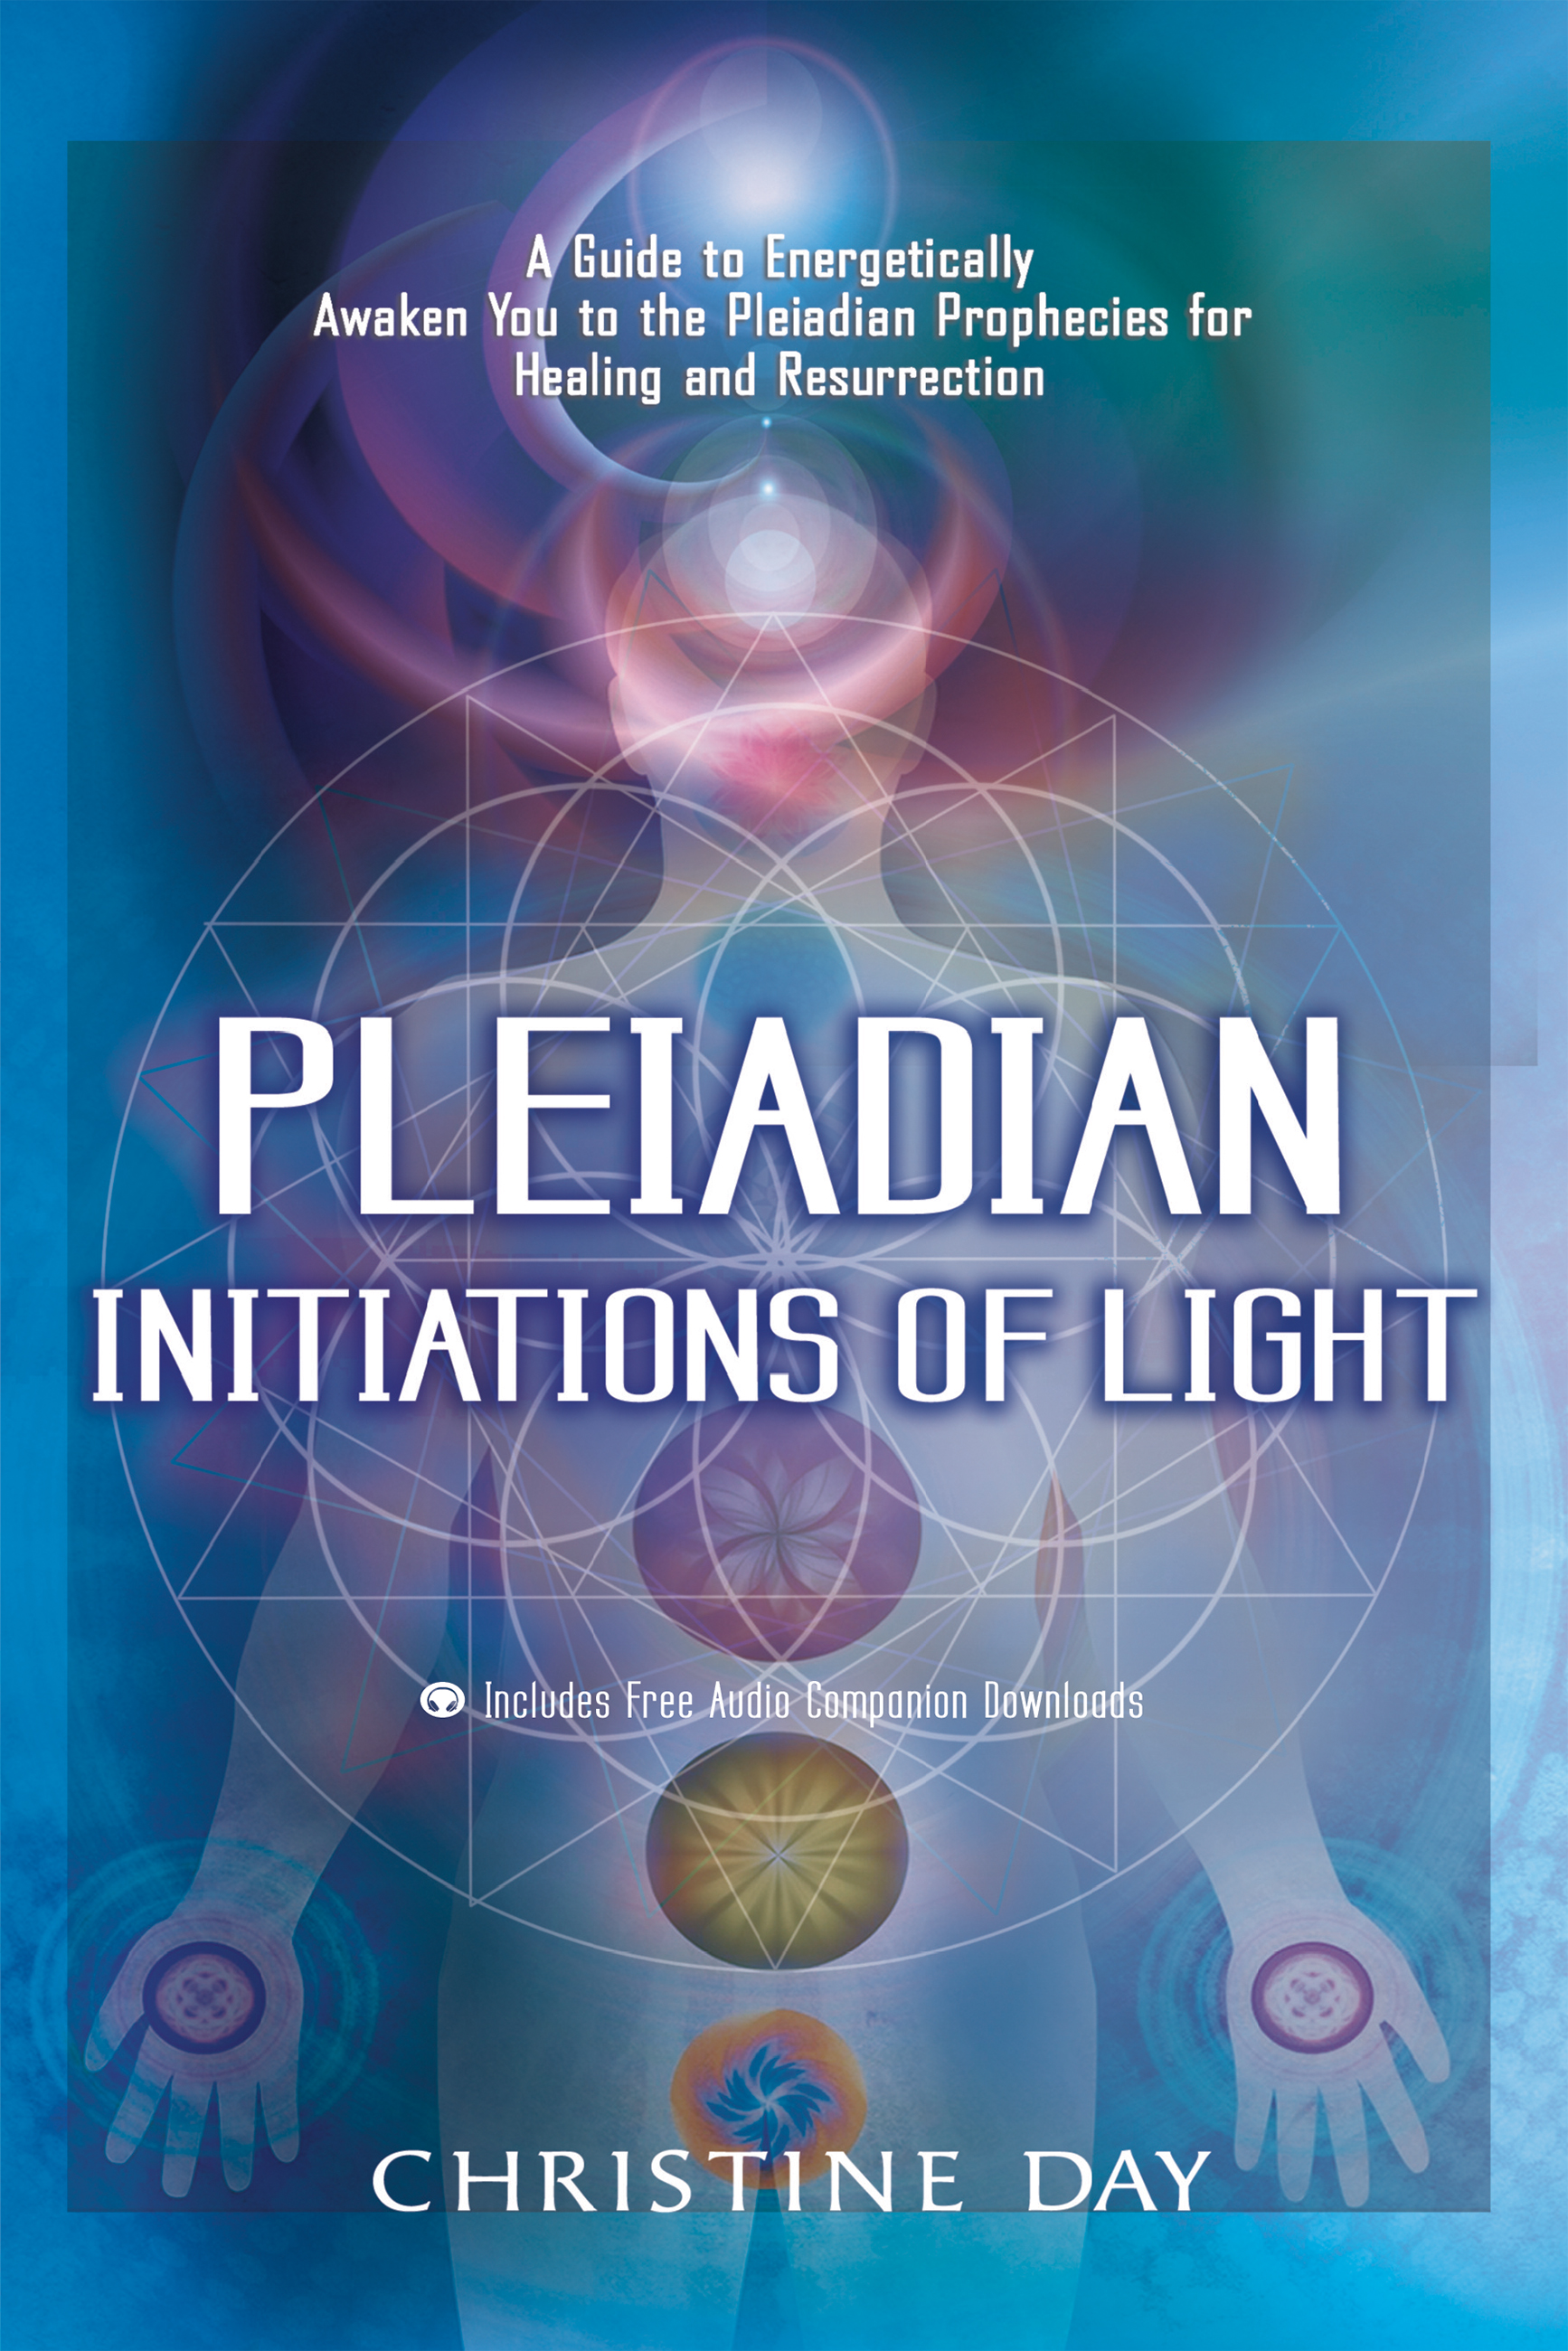 A Guide to Energetically
Awaken You to the Pleiadian Prophecies for
Healing and Resurrection
PLEIADIAN
INITIATIONS OF LIGHT
Includes Free Audio Companion Downloads
CHRISTINE DAY